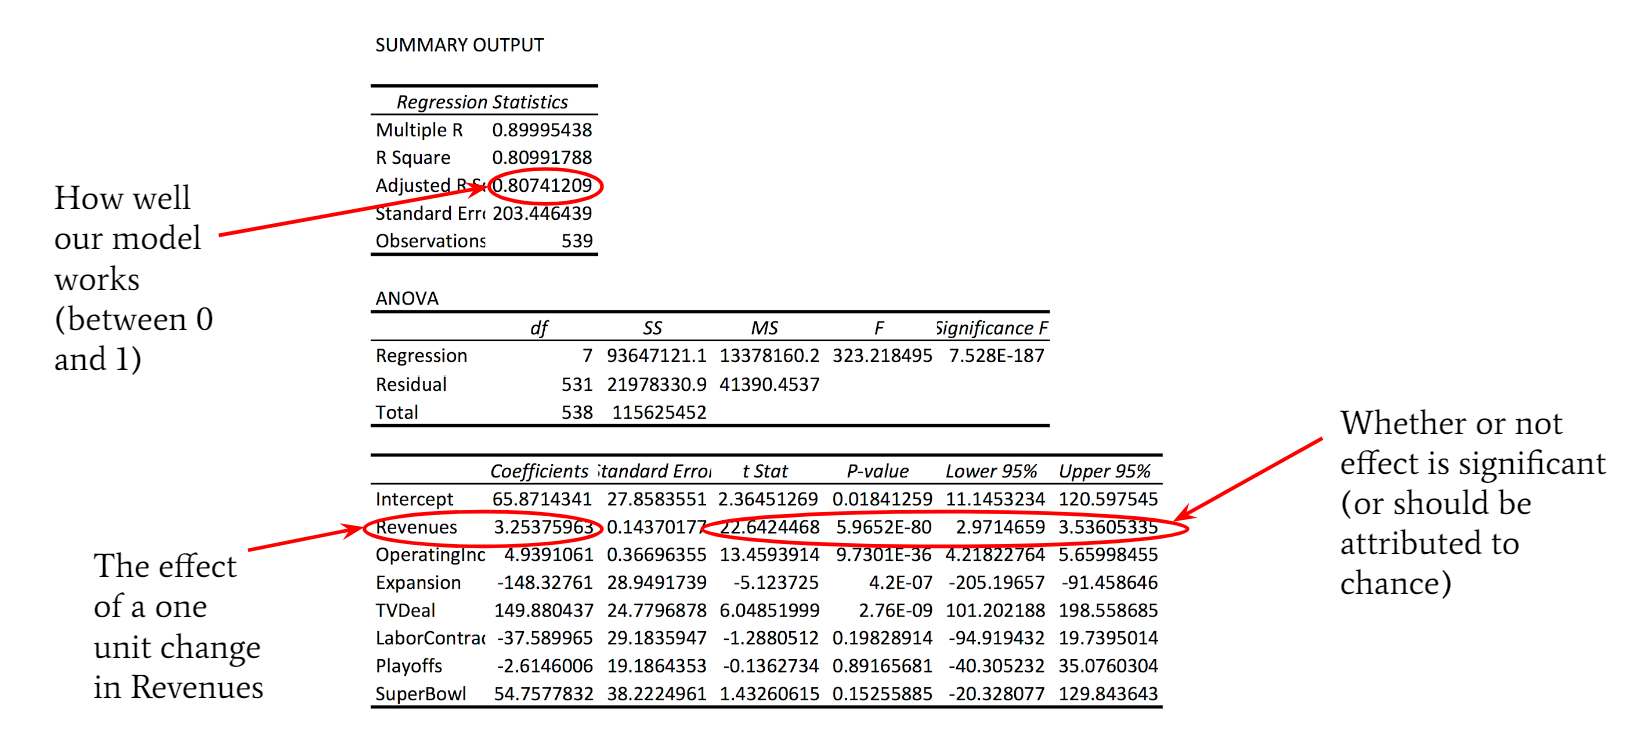 SUMMARY OUTPUT
Regression Statistics
Multiple R 0.89995438
R Square 0.80991788
Adjusted R S 0.80741209
Standard Erro 203.446439
Observations 539
How well
our model
works
(between 0
and 1)
ANOVA
df SS MS F Significance F
Regression 7 93647121.1 13378160.2 323.218495 7.528E-187
Residual 531 21978330.9 41390.4537
Total 538 115625452
Coefficients Standard Error t Stat P-value Lower 95% Upper 95%
Intercept 65.8714341 27.8583551 2.36451269 0.01841259 11.1453234 120.597545
Revenues 3.25375963 0.14370177 22.6424468 5.9652E-80 2.9714659 3.53605335
OperatingInc 4.9391061 0.36696355 13.4593914 9.7301E-36 4.21822764 5.65998455
Expansion -148.32761 28.9491739 -5.123725 4.2E-07 -205.19657 -91.458646
TVDeal 149.880437 24.7796878 6.04851999 2.76E-09 101.202188 198.558685
LaborContrac -37.589965 29.1835947 -1.2880512 0.19828914 -94.919432 19.7395014
Playoffs -2.6146006 19.1864353 -0.1362734 0.89165681 -40.305232 35.0760304
SuperBowl 54.7577832 38.2224961 1.43260615 0.15255885 -20.328077 129.843643
The effect
of a one
unit change
in Revenues
Whether or not
effect is significant
(or should be
attributed to
chance)